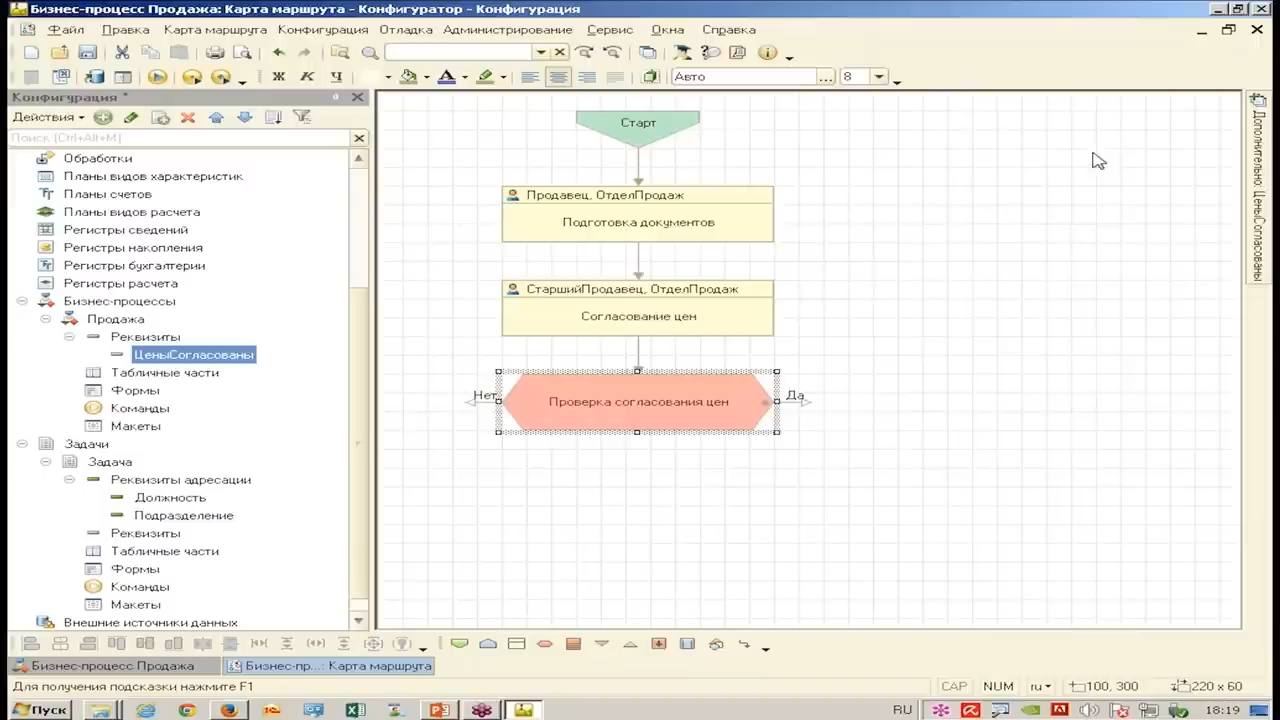 Бизнес-процесс Продажа: Карта маршрута - Конфигуратор - Конфигурация
Файл Правка Карта маршрута Конфигурация Отладка Администрирование Сервис Окна Справка
Ж К Ч Авто 8
Конфигурация *
Действия
Поиск (Ctrl+Alt+M)
Обработки
Планы видов характеристик
Планы счетов
Планы видов расчета
Регистры сведений
Регистры накопления
Регистры бухгалтерии
Регистры расчета
Бизнес-процессы
Продажа
Реквизиты
ЦеныСогласованы
Табличные части
Формы
Команды
Макеты
Задачи
Задача
Реквизиты адресации
Должность
Подразделение
Реквизиты
Табличные части
Формы
Команды
Макеты
Внешние источники данных
Старт
Продавец, ОтделПродаж
Подготовка документов
СтаршийПродавец, ОтделПродаж
Согласование цен
Нет
Проверка согласования цен
Да
Дополнительно: ЦеныСогласованы
Бизнес-процесс Продажа
Бизнес-пр...: Карта маршрута
Для получения подсказки нажмите F1
CAP NUM ru 100, 300 220 x 60
Пуск
RU 18:19